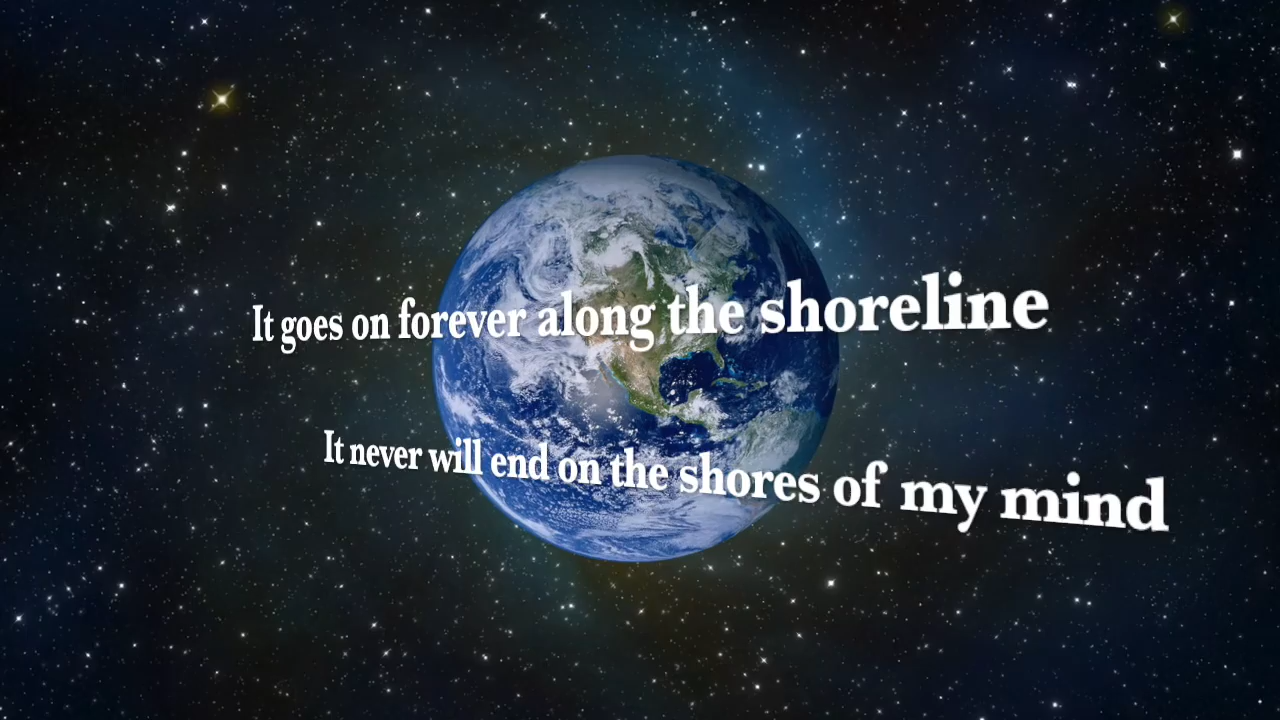 It goes on forever along the shoreline
It never will end on the shores of my mind